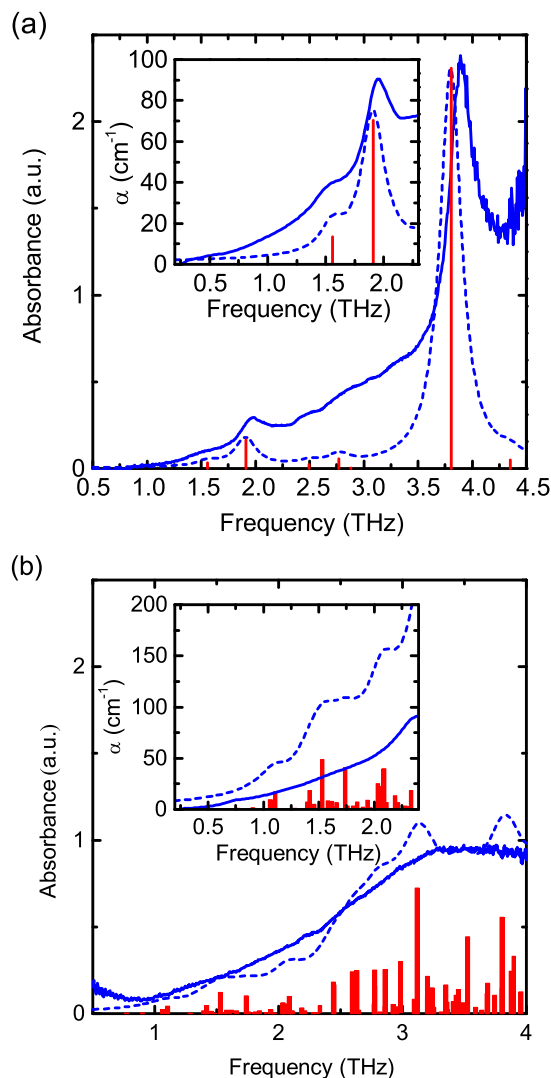 (a)
Absorbance (a.u.)
2
1
0
0.5 1.0 1.5 2.0 2.5 3.0 3.5 4.0 4.5
Frequency (THz)
α (cm⁻¹)
100
80
60
40
20
0
0.5 1.0 1.5 2.0
Frequency (THz)
(b)
Absorbance (a.u.)
2
1
0
1 2 3 4
Frequency (THz)
α (cm⁻¹)
200
150
100
50
0
0.5 1.0 1.5 2.0
Frequency (THz)